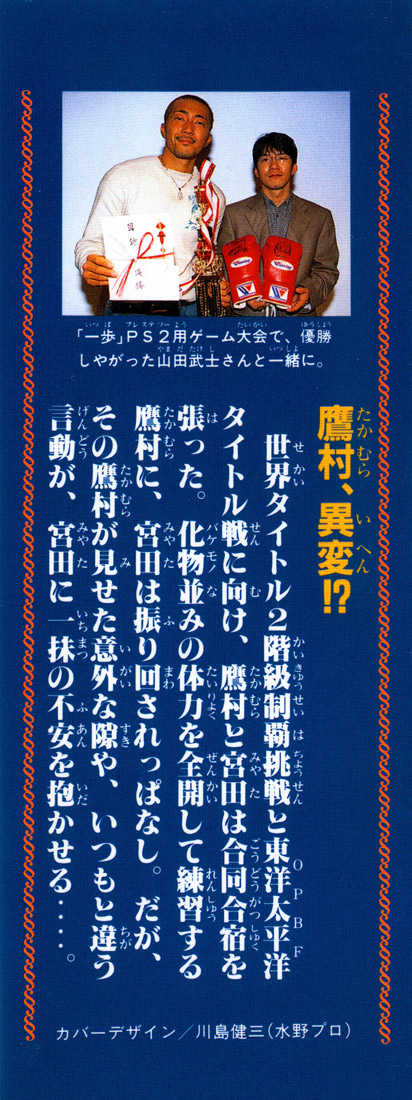 賞金
優勝
「一歩」PS2用ゲーム大会で、優勝
しやがった山田武士さんと一緒に。
鷹村、異変!?
世界タイトル2階級制覇挑戦と東洋太平洋
タイトル戦に向け、鷹村と宮田は合同合宿を
張った。化物並みの体力を全開して練習する
鷹村に、宮田は振り回されっぱなし。だが、
その鷹村が見せた意外な隙や、いつもと違う
言動が、宮田に一抹の不安を抱かせる‥‥。
カバーデザイン/川島健三(水野プロ)